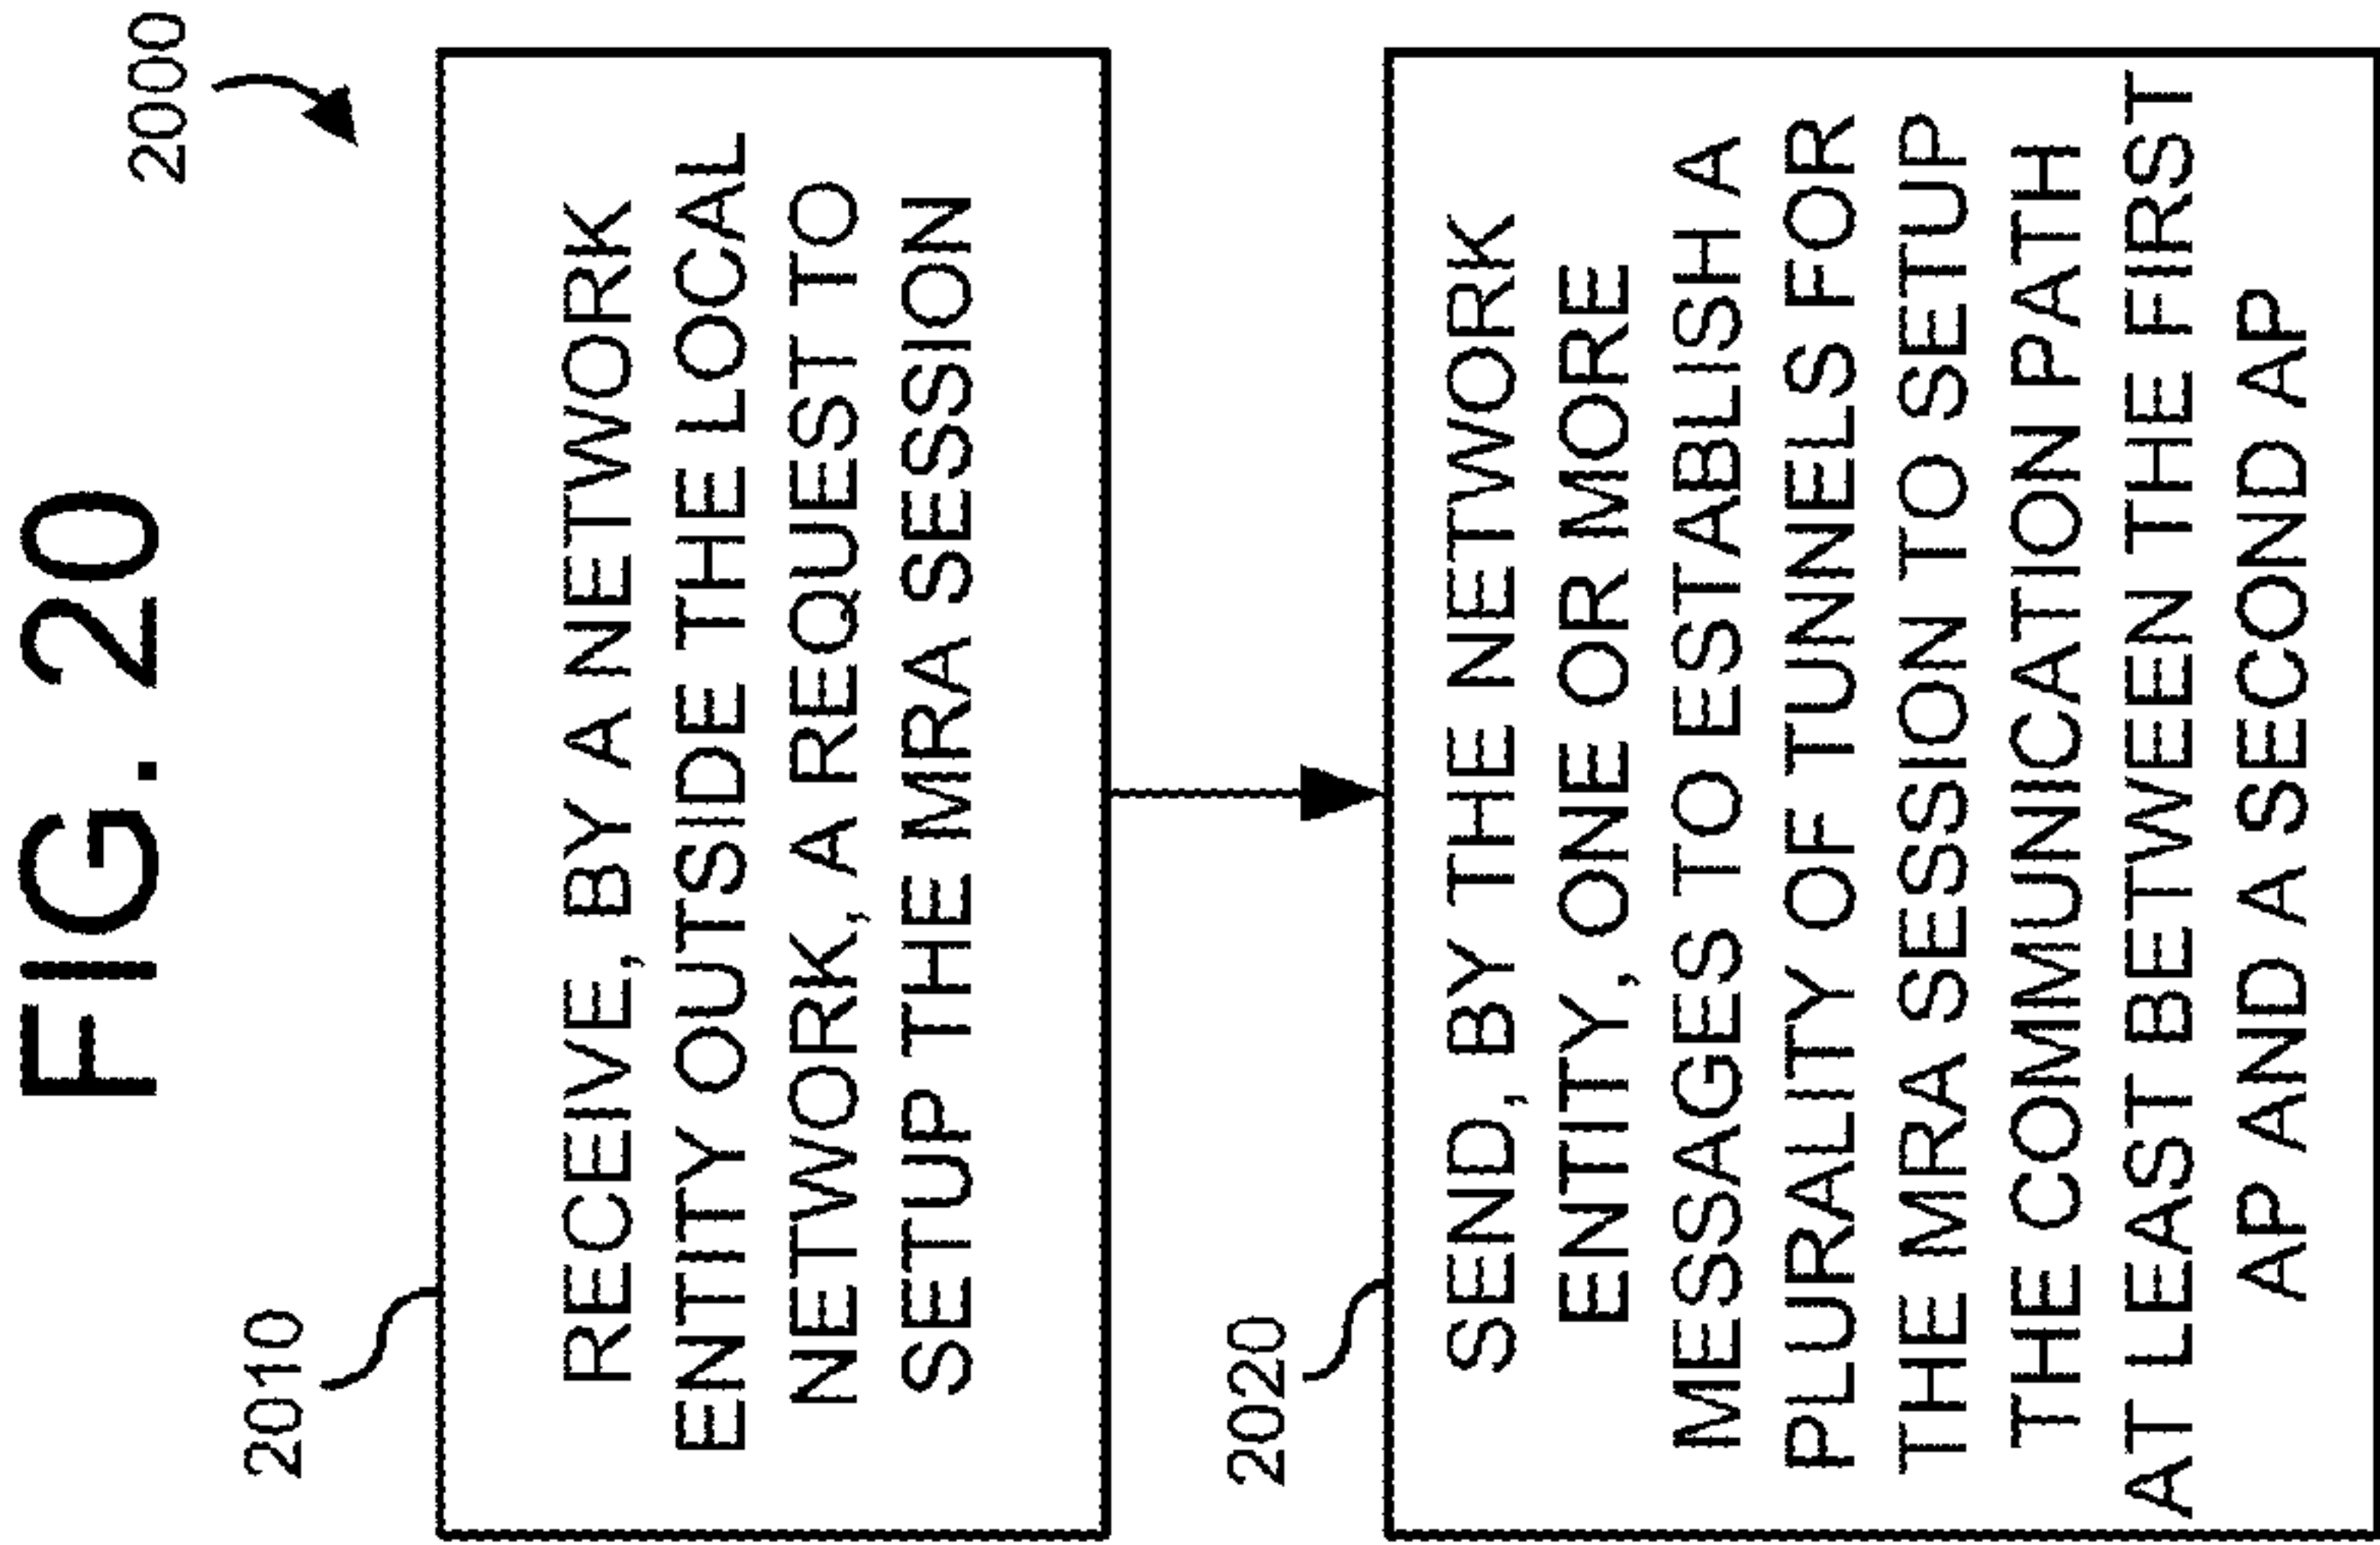 FIG. 20
2000
2010
RECEIVE, BY A NETWORK
ENTITY OUTSIDE THE LOCAL
NETWORK, A REQUEST TO
SETUP THE MRA SESSION
2020
SEND, BY THE NETWORK
ENTITY, ONE OR MORE
MESSAGES TO ESTABLISH A
PLURALITY OF TUNNELS FOR
THE MRA SESSION TO SETUP
THE COMMUNICATION PATH
AT LEAST BETWEEN THE FIRST
AP AND A SECOND AP